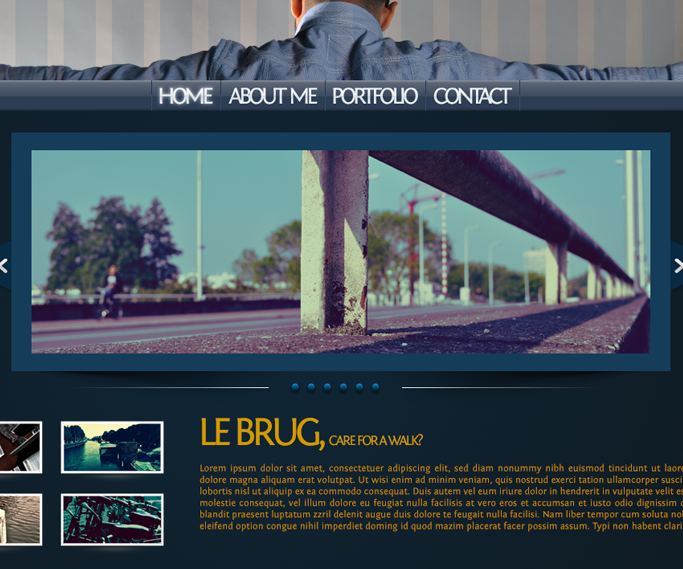 HOME ABOUT ME PORTFOLIO CONTACT
LE BRUG, CARE FOR A WALK?
Lorem ipsum dolor sit amet, consectetuer adipiscing elit, sed diam nonummy nibh euismod tincidunt ut laore
dolore magna aliquam erat volutpat. Ut wisi enim ad minim veniam, quis nostrud exerci tation ullamcorper susci
lobortis nisl ut aliquip ex ea commodo consequat. Duis autem vel eum iriure dolor in hendrerit in vulputate velit es
molestie consequat, vel illum dolore eu feugiat nulla facilisis at vero eros et accumsan et iusto odio dignissim q
blandit praesent luptatum zzril delenit augue duis dolore te feugait nulla facilisi. Nam liber tempor cum soluta no
eleifend option congue nihil imperdiet doming id quod mazim placerat facer possim assum. Typi non habent clari